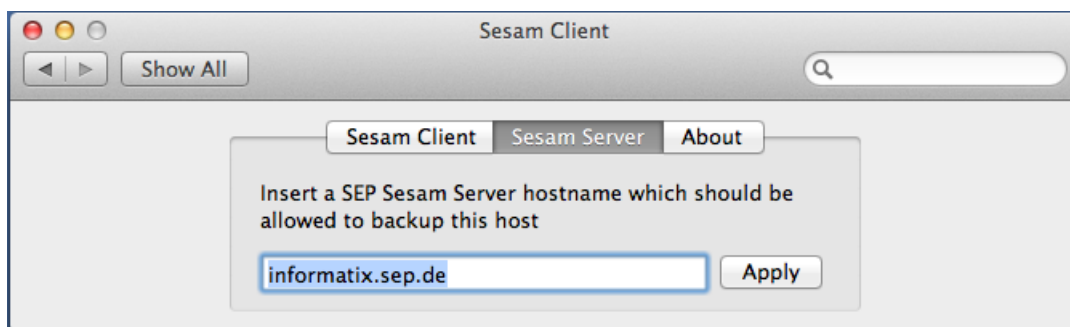 Sesam Client
Show All
Sesam Client Sesam Server About
Insert a SEP Sesam Server hostname which should be
allowed to backup this host
informatix.sep.de Apply